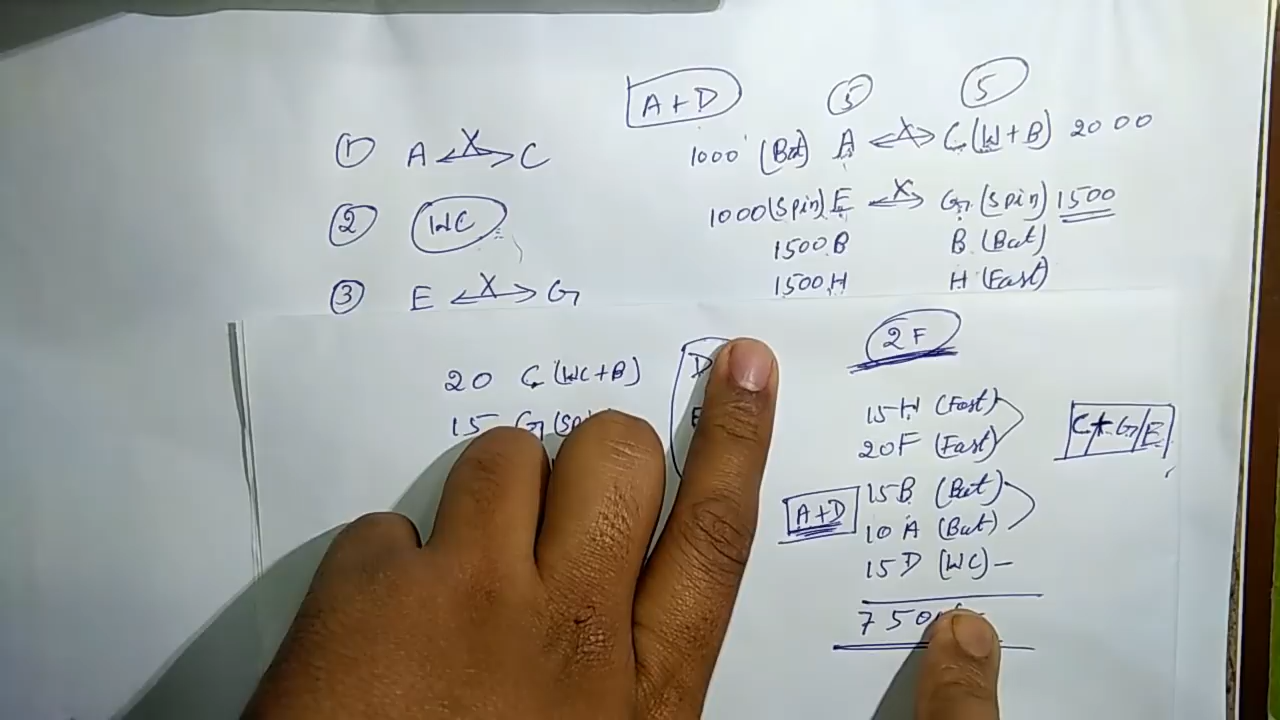 ① A <-X-> C
② WC
③ E <-X-> G
A+D
5 5
1000 (Bat) A <-X-> C (W+B) 2000
1000 (Spin) E <-X-> G (Spin) 1500
1500 B B (Bat)
1500 H H (Fast)
20 C (WC+B)
15 G (Spi
D
E
2F
15 H (Fast)
20 F (Fast)
15 B (Bat)
10 A (Bat)
15 D (WC) -
750
A+D
C+G/E